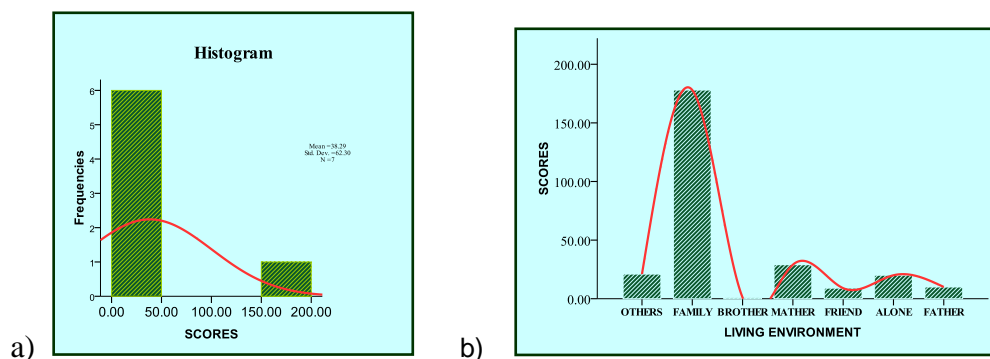 Histogram
Frequencies
6
5
4
3
2
1
0
Mean =38.29
Std. Dev. =62.30
N =7
0.00 50.00 100.00 150.00 200.00
SCORES
a)
SCORES
200.00
150.00
100.00
50.00
0.00
OTHERS FAMILY BROTHER MATHER FRIEND ALONE FATHER
LIVING ENVIRONMENT
b)